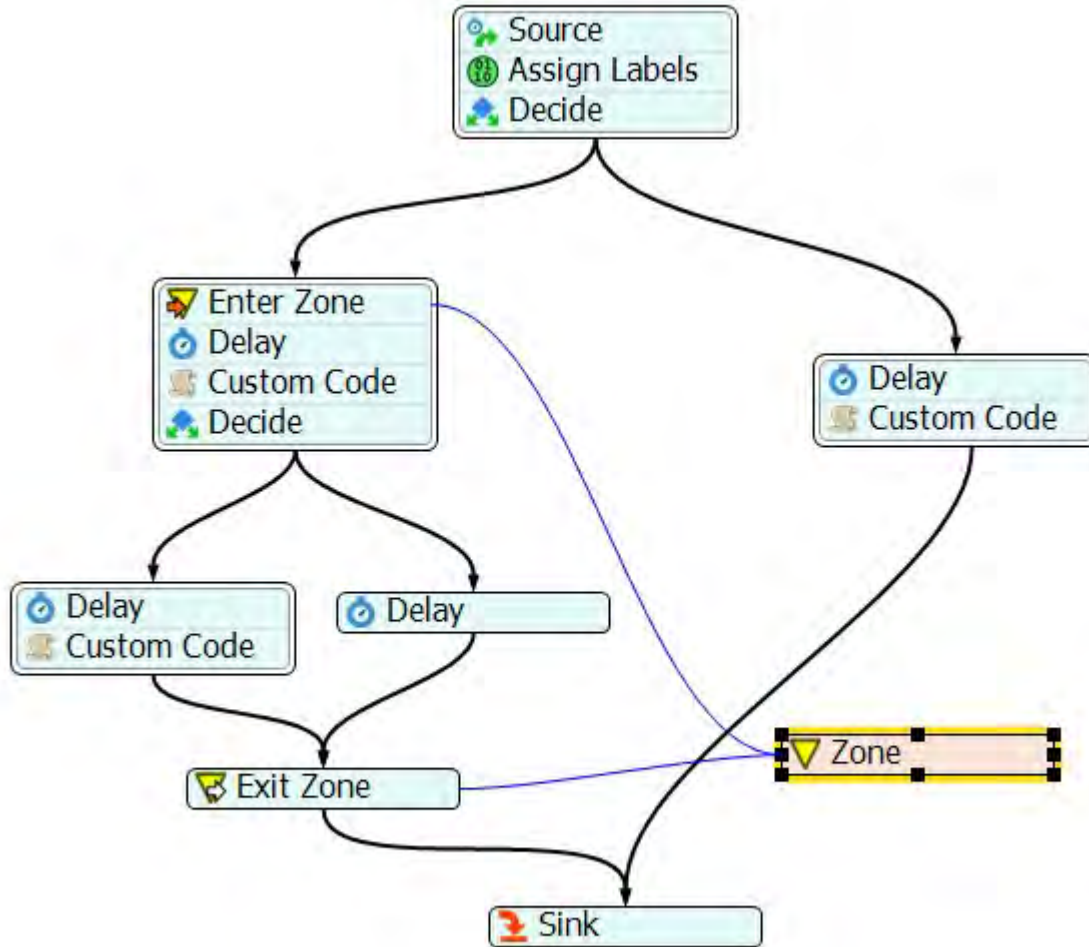 Source
Assign Labels
Decide
Enter Zone
Delay
Custom Code
Decide
Delay
Custom Code
Delay
Custom Code
Delay
Zone
Exit Zone
Sink